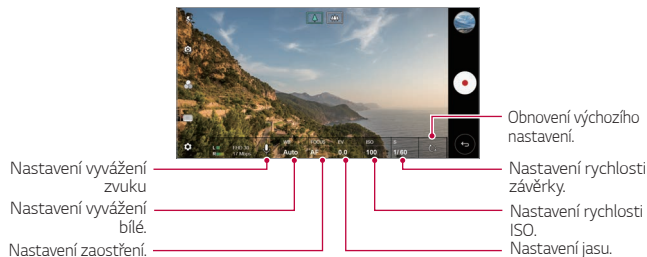 WB
FOCUS
EV
ISO
S
Auto
AF
0.0
100
1/60
Obnovení výchozího
nastavení.
Nastavení vyvážení
zvuku
Nastavení rychlosti
závěrky.
Nastavení vyvážení
bílé.
Nastavení rychlosti
ISO.
Nastavení zaostření.
Nastavení jasu.